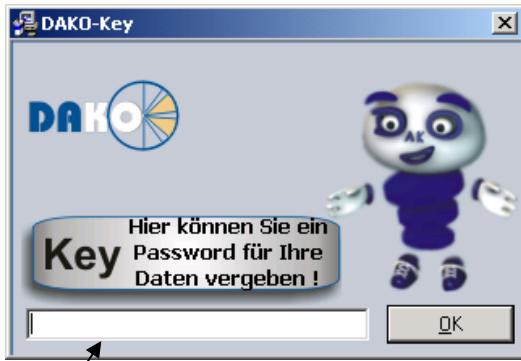 DAKO-Key
DAKO
AK
Key
Hier können Sie ein
Password für Ihre
Daten vergeben !
OK